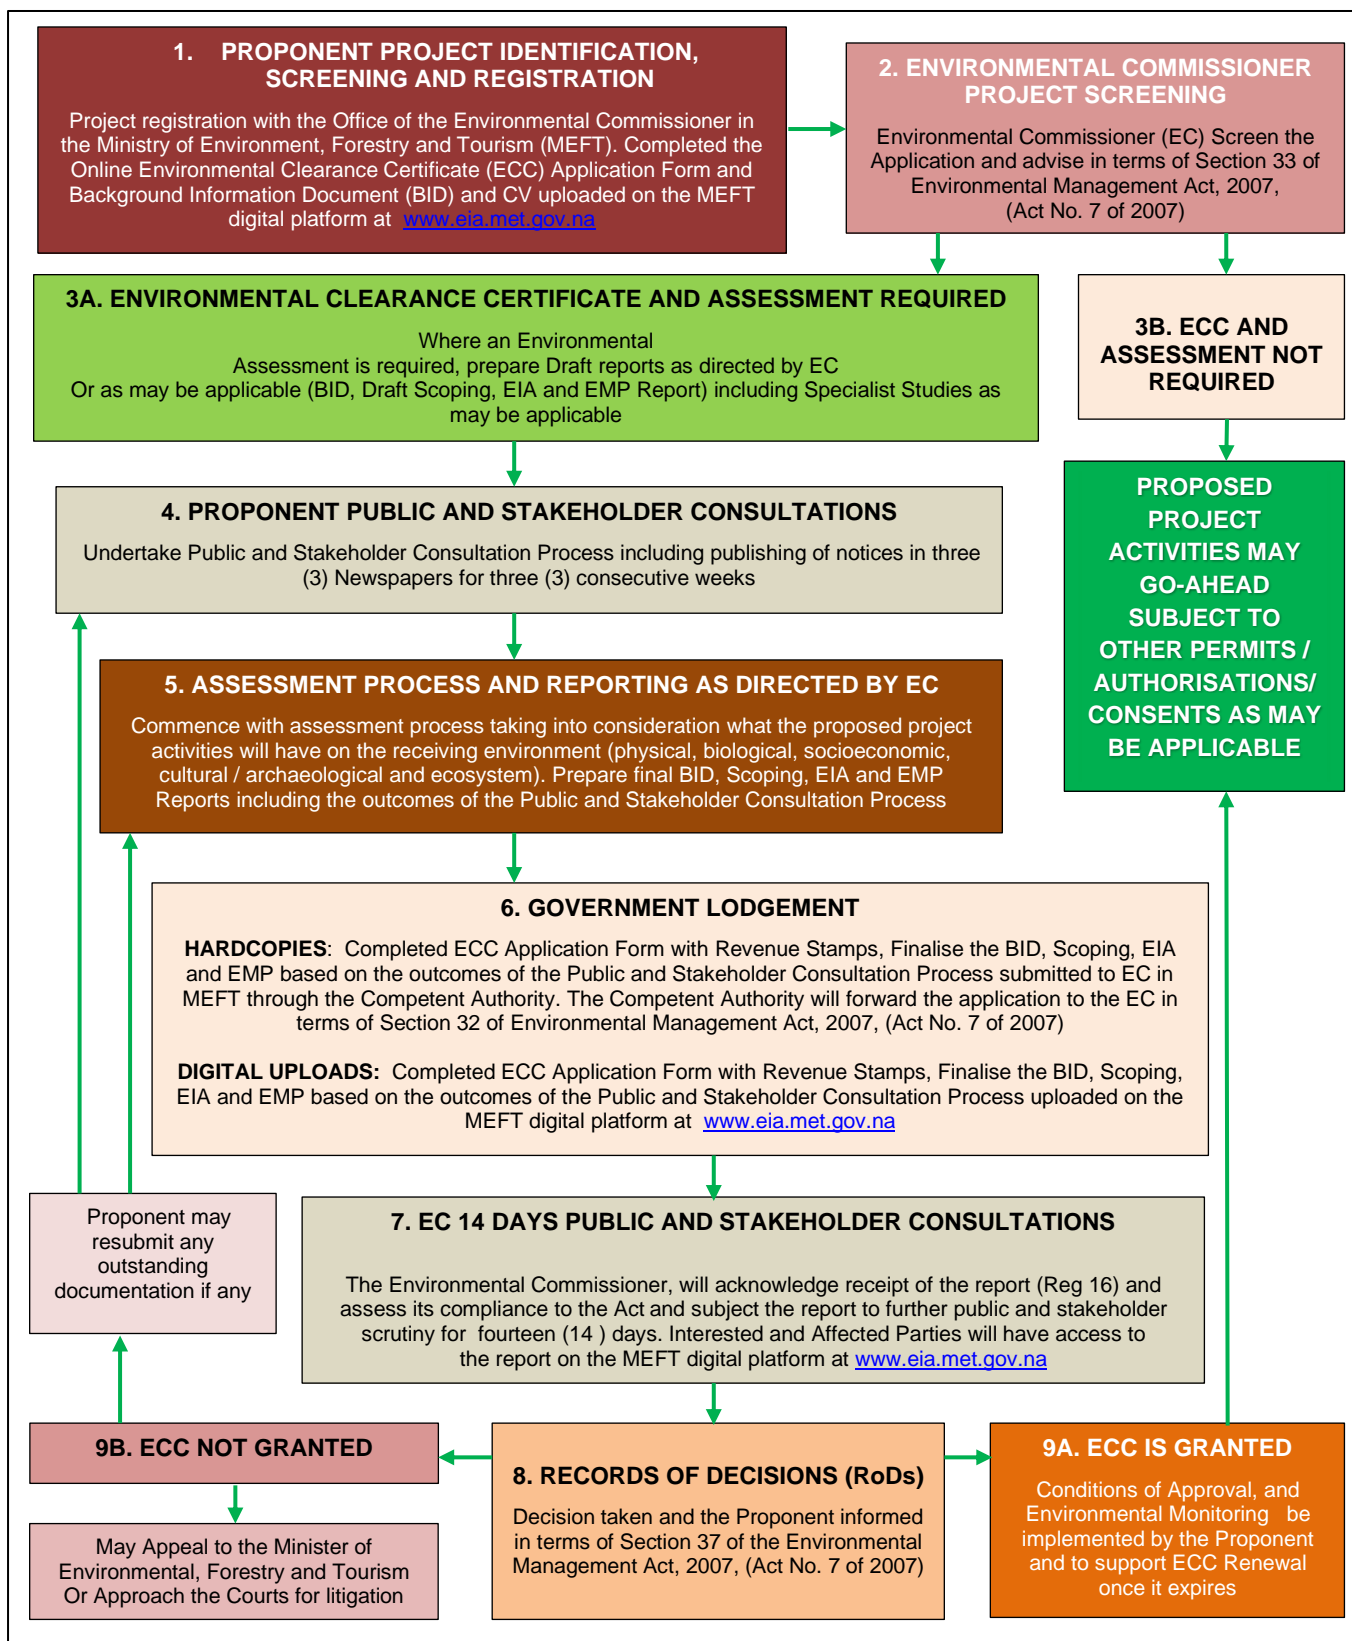 1. PROPONENT PROJECT IDENTIFICATION,
SCREENING AND REGISTRATION
Project registration with the Office of the Environmental Commissioner in
the Ministry of Environment, Forestry and Tourism (MEFT). Completed the
Online Environmental Clearance Certificate (ECC) Application Form and
Background Information Document (BID) and CV uploaded on the MEFT
digital platform at www.eia.met.gov.na
2. ENVIRONMENTAL COMMISSIONER
PROJECT SCREENING
Environmental Commissioner (EC) Screen the
Application and advise in terms of Section 33 of
Environmental Management Act, 2007,
(Act No. 7 of 2007)
3A. ENVIRONMENTAL CLEARANCE CERTIFICATE AND ASSESSMENT REQUIRED
Where an Environmental
Assessment is required, prepare Draft reports as directed by EC
Or as may be applicable (BID, Draft Scoping, EIA and EMP Report) including Specialist Studies as
may be applicable
3B. ECC AND
ASSESSMENT NOT
REQUIRED
4. PROPONENT PUBLIC AND STAKEHOLDER CONSULTATIONS
Undertake Public and Stakeholder Consultation Process including publishing of notices in three
(3) Newspapers for three (3) consecutive weeks
PROPOSED
PROJECT
ACTIVITIES MAY
GO-AHEAD
SUBJECT TO
OTHER PERMITS /
AUTHORISATIONS/
CONSENTS AS MAY
BE APPLICABLE
5. ASSESSMENT PROCESS AND REPORTING AS DIRECTED BY EC
Commence with assessment process taking into consideration what the proposed project
activities will have on the receiving environment (physical, biological, socioeconomic,
cultural / archaeological and ecosystem). Prepare final BID, Scoping, EIA and EMP
Reports including the outcomes of the Public and Stakeholder Consultation Process
6. GOVERNMENT LODGEMENT
HARDCOPIES: Completed ECC Application Form with Revenue Stamps, Finalise the BID, Scoping, EIA
and EMP based on the outcomes of the Public and Stakeholder Consultation Process submitted to EC in
MEFT through the Competent Authority. The Competent Authority will forward the application to the EC in
terms of Section 32 of Environmental Management Act, 2007, (Act No. 7 of 2007)
DIGITAL UPLOADS: Completed ECC Application Form with Revenue Stamps, Finalise the BID, Scoping,
EIA and EMP based on the outcomes of the Public and Stakeholder Consultation Process uploaded on the
MEFT digital platform at www.eia.met.gov.na
Proponent may
resubmit any
outstanding
documentation if any
7. EC 14 DAYS PUBLIC AND STAKEHOLDER CONSULTATIONS
The Environmental Commissioner, will acknowledge receipt of the report (Reg 16) and
assess its compliance to the Act and subject the report to further public and stakeholder
scrutiny for fourteen (14 ) days. Interested and Affected Parties will have access to
the report on the MEFT digital platform at www.eia.met.gov.na
9B. ECC NOT GRANTED
May Appeal to the Minister of
Environmental, Forestry and Tourism
Or Approach the Courts for litigation
8. RECORDS OF DECISIONS (RoDs)
Decision taken and the Proponent informed
in terms of Section 37 of the Environmental
Management Act, 2007, (Act No. 7 of 2007)
9A. ECC IS GRANTED
Conditions of Approval, and
Environmental Monitoring be
implemented by the Proponent
and to support ECC Renewal
once it expires